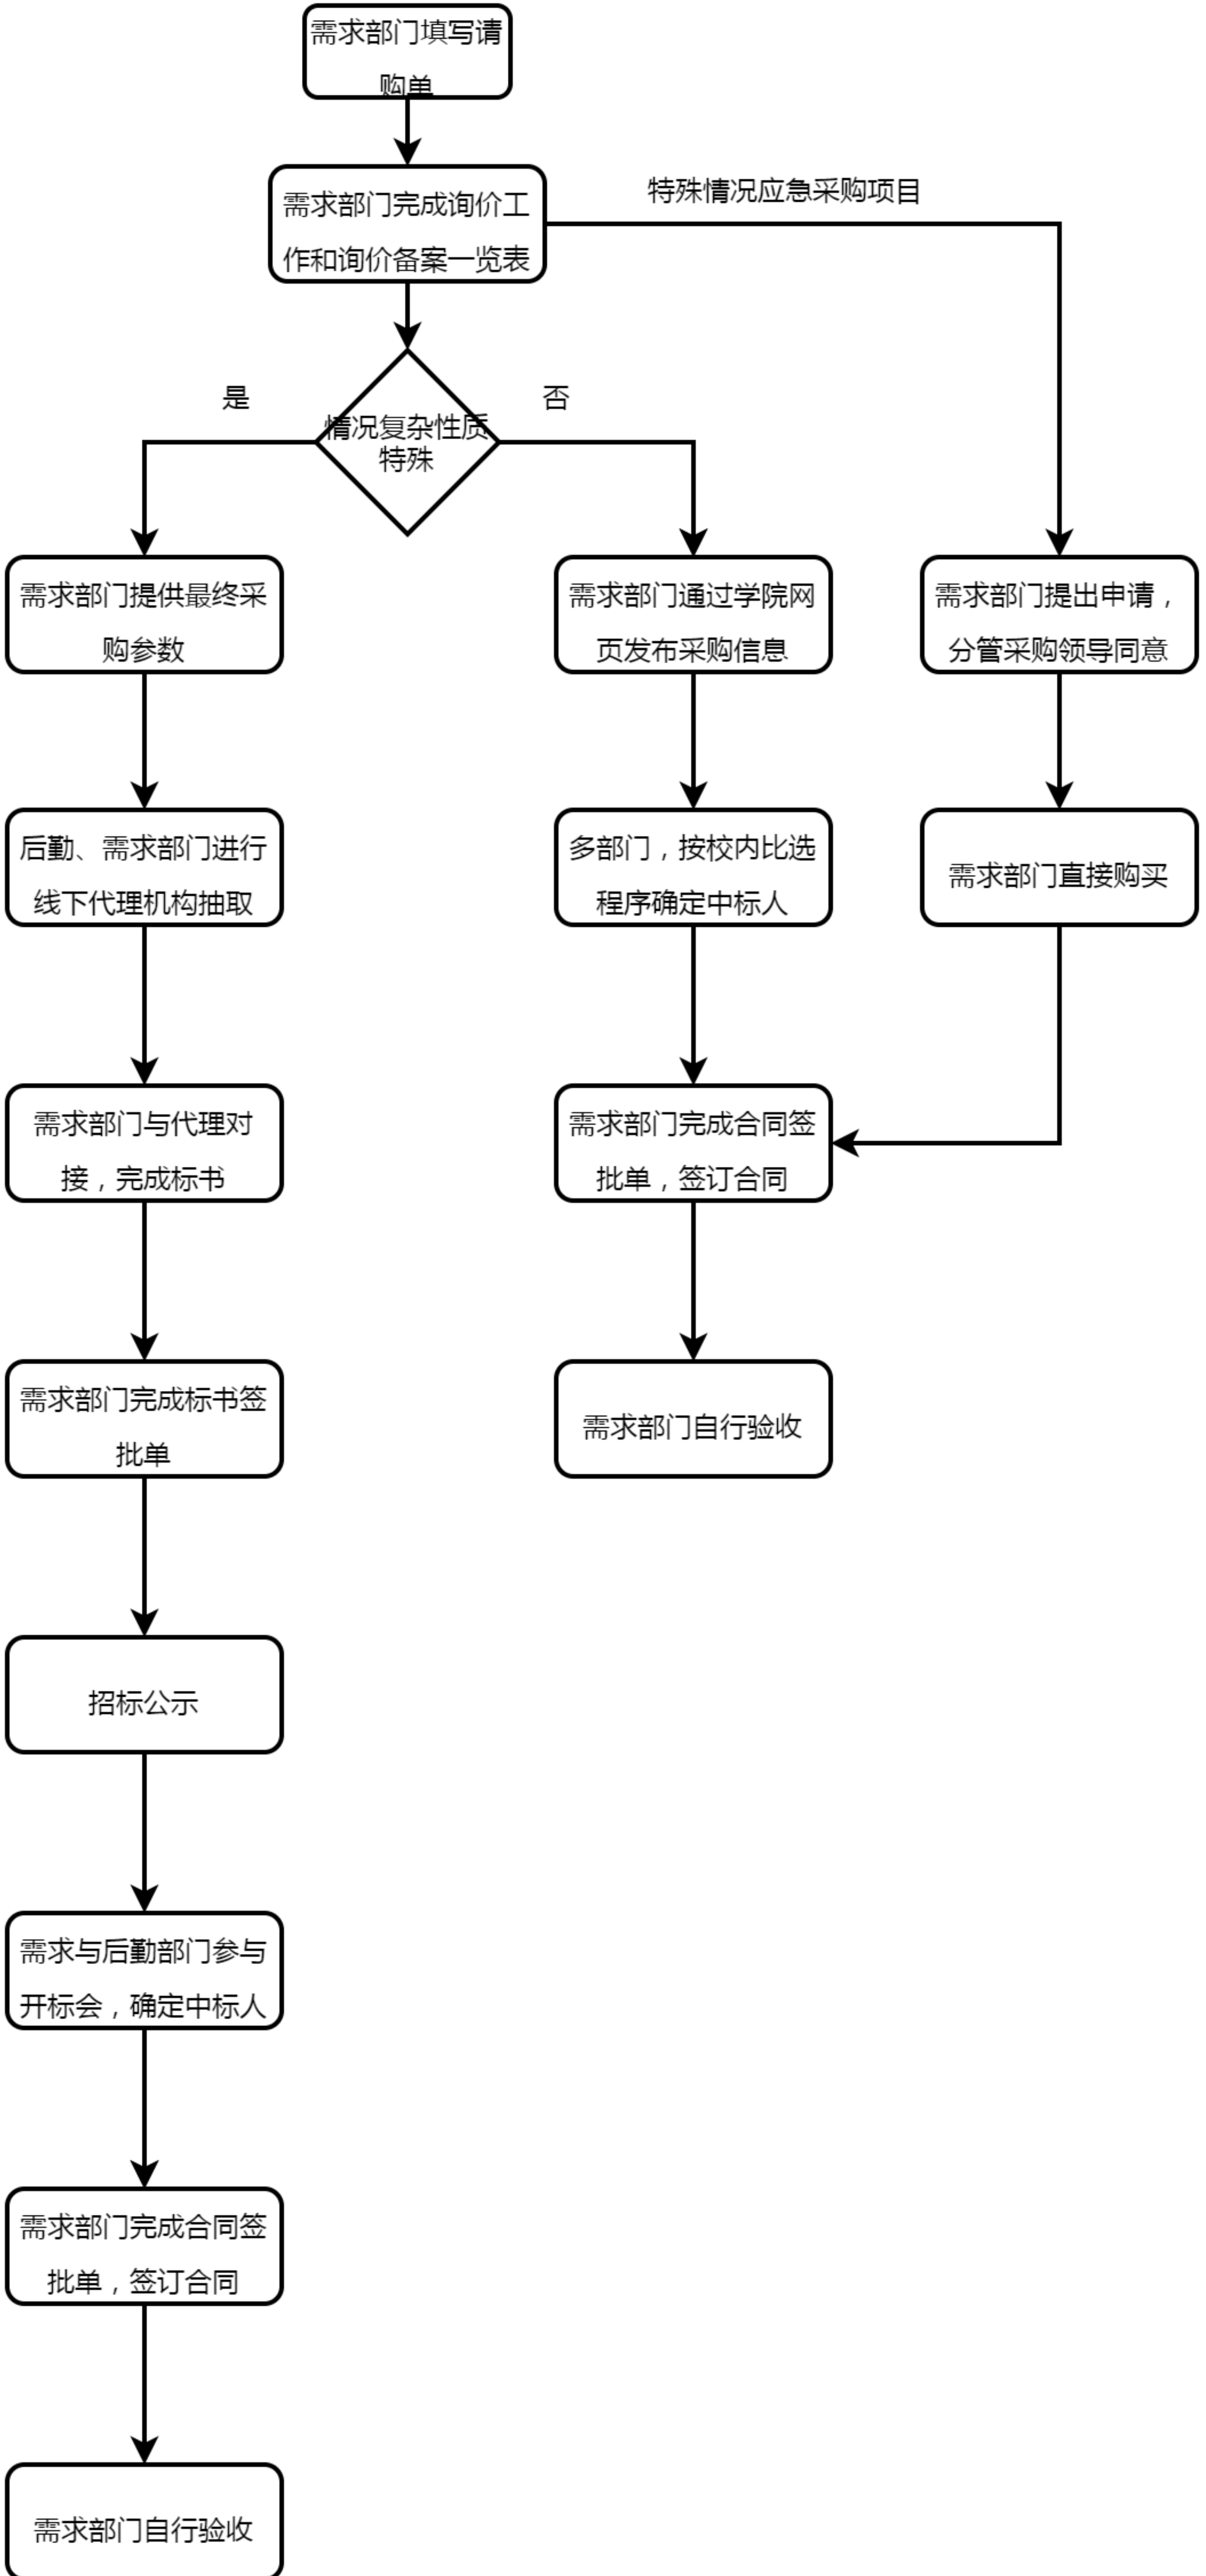 需求部门填写请
购单
需求部门完成询价工
作和询价备案一览表
特殊情况应急采购项目
是
否
情况复杂性质
特殊
需求部门提供最终采
购参数
需求部门通过学院网
页发布采购信息
需求部门提出申请，
分管采购领导同意
后勤、需求部门进行
线下代理机构抽取
多部门，按校内比选
程序确定中标人
需求部门直接购买
需求部门与代理对
接，完成标书
需求部门完成合同签
批单，签订合同
需求部门完成标书签
批单
需求部门自行验收
招标公示
需求与后勤部门参与
开标会，确定中标人
需求部门完成合同签
批单，签订合同
需求部门自行验收